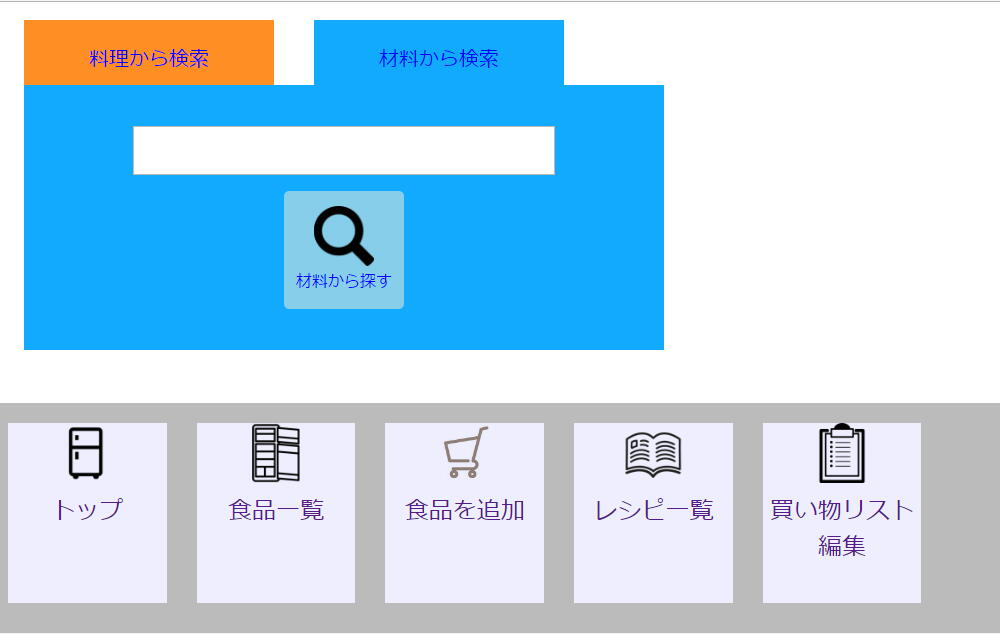 料理から検索
材料から検索
材料から探す
トップ
食品一覧
食品を追加
レシピ一覧
買い物リスト
編集